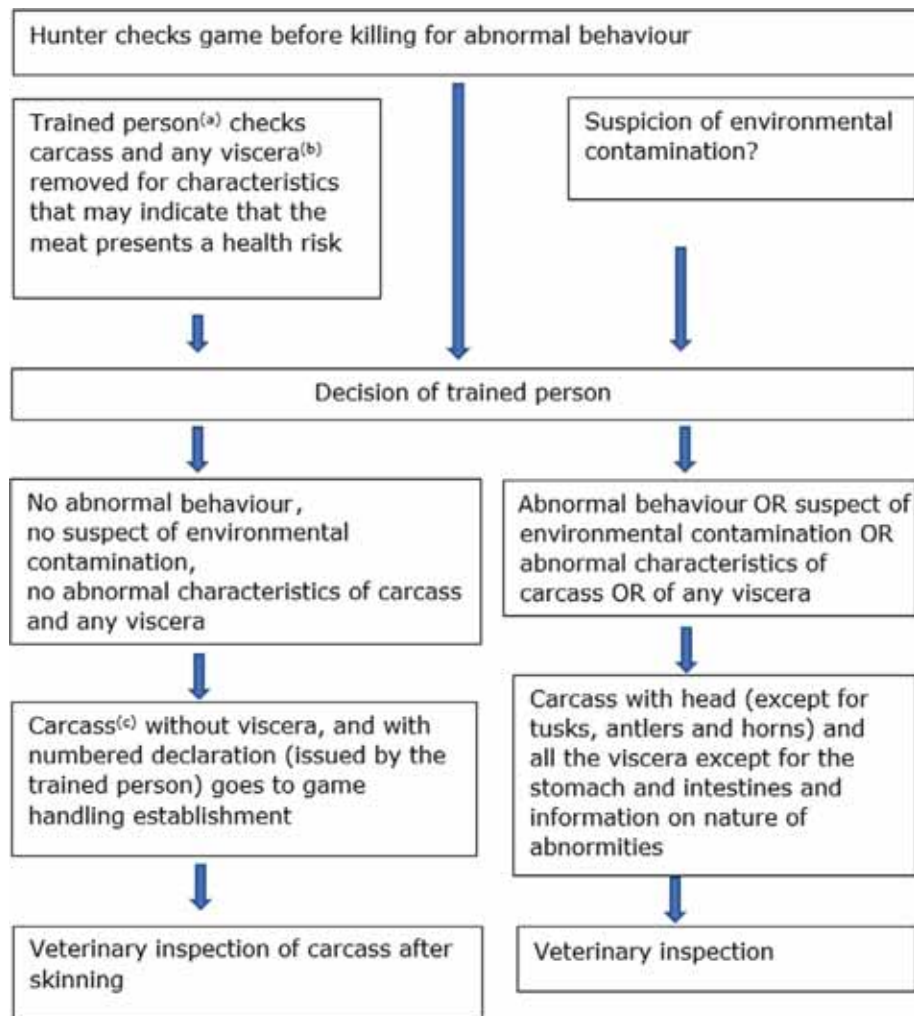 Hunter checks game before killing for abnormal behaviour
Trained person(a) checks
carcass and any viscera(b)
removed for characteristics
that may indicate that the
meat presents a health risk
Suspicion of environmental
contamination?
Decision of trained person
No abnormal behaviour,
no suspect of environmental
contamination,
no abnormal characteristics of carcass
and any viscera
Abnormal behaviour OR suspect of
environmental contamination OR
abnormal characteristics of
carcass OR of any viscera
Carcass(c) without viscera, and with
numbered declaration (issued by the
trained person) goes to game
handling establishment
Carcass with head (except for
tusks, antlers and horns) and
all the viscera except for the
stomach and intestines and
information on nature of
abnormities
Veterinary inspection of carcass after
skinning
Veterinary inspection